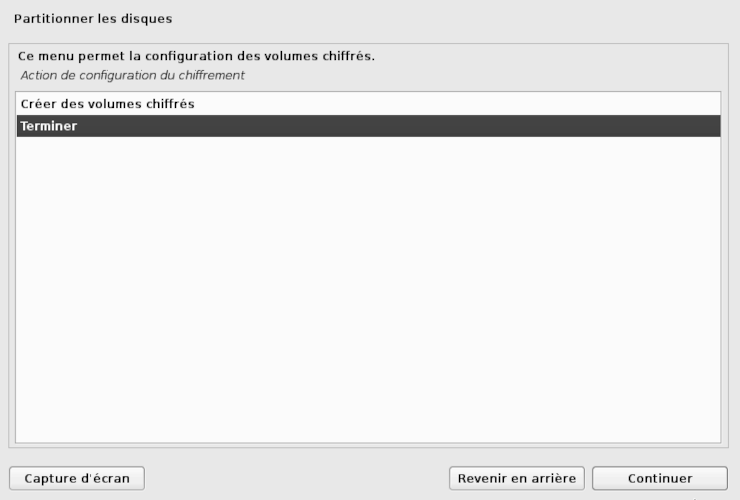 Partitionner les disques
Ce menu permet la configuration des volumes chiffrés.
Action de configuration du chiffrement
Créer des volumes chiffrés
Terminer
Capture d'écran
Revenir en arrière
Continuer